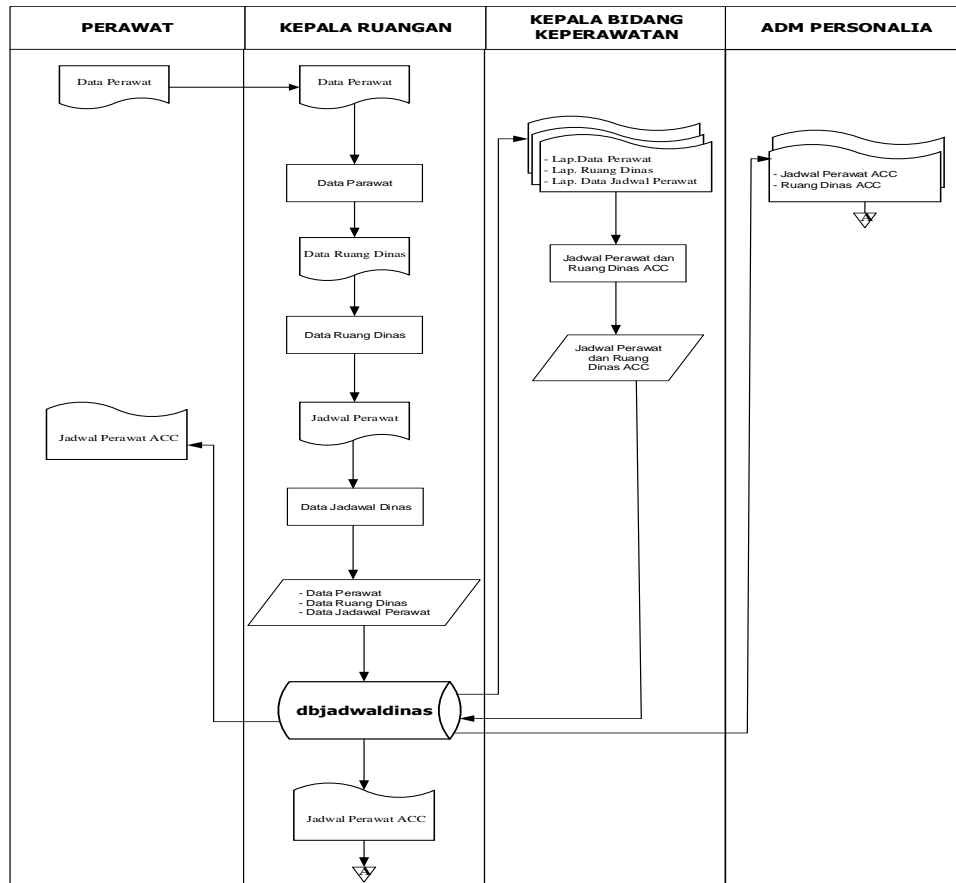 PERAWAT
KEPALA RUANGAN
KEPALA BIDANG
KEPERAWATAN
ADM PERSONALIA
Data Perawat
Jadwal Perawat ACC
Data Perawat
Data Parawat
Data Ruang Dinas
Data Ruang Dinas
Jadwal Perawat
Data Jadawal Dinas
- Data Perawat
- Data Ruang Dinas
- Data Jadawal Perawat
dbjadwaldinas
Jadwal Perawat ACC
A
- Lap.Data Perawat
- Lap. Ruang Dinas
- Lap. Data Jadwal Perawat
Jadwal Perawat dan
Ruang Dinas ACC
Jadwal Perawat
dan Ruang
Dinas ACC
- Jadwal Perawat ACC
- Ruang Dinas ACC
A